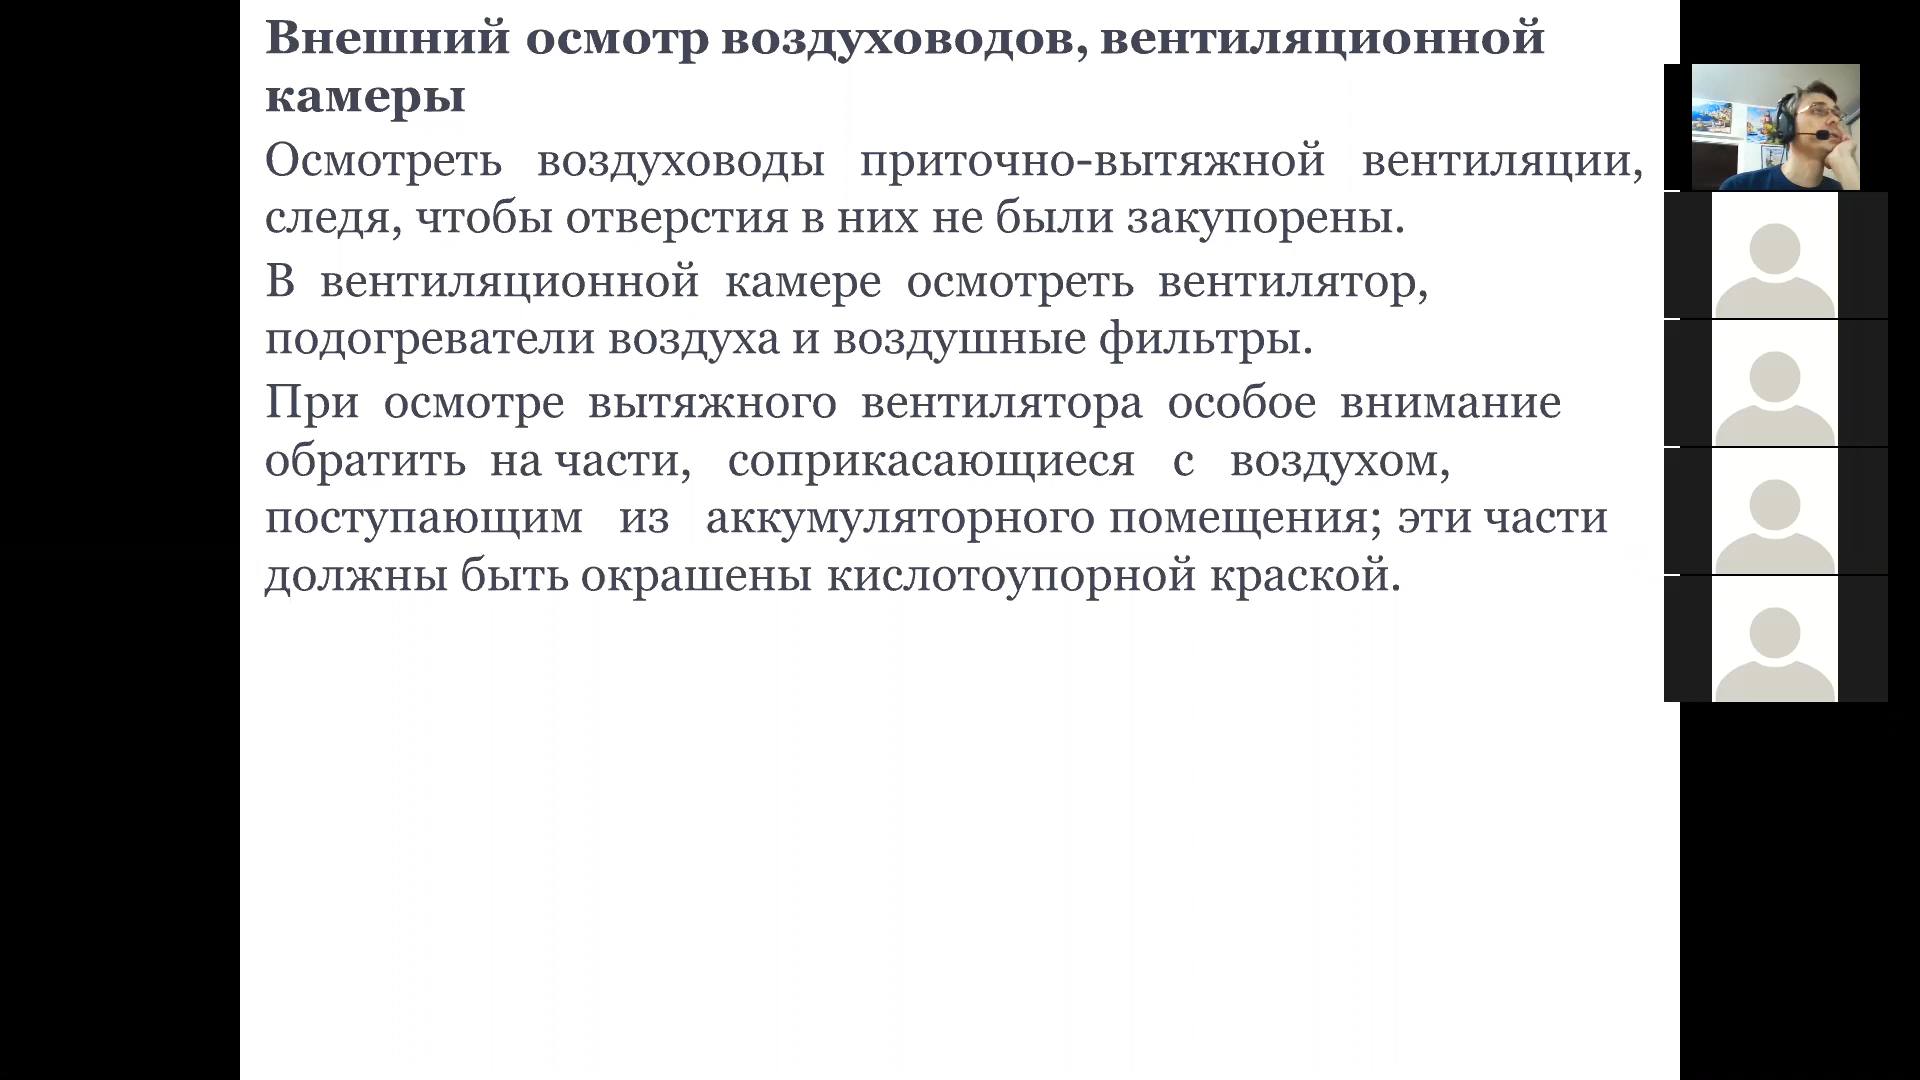 Внешний осмотр воздуховодов, вентиляционной
камеры
Осмотреть воздуховоды приточно-вытяжной вентиляции,
следя, чтобы отверстия в них не были закупорены.
В вентиляционной камере осмотреть вентилятор,
подогреватели воздуха и воздушные фильтры.
При осмотре вытяжного вентилятора особое внимание
обратить на части, соприкасающиеся с воздухом,
поступающим из аккумуляторного помещения; эти части
должны быть окрашены кислотоупорной краской.